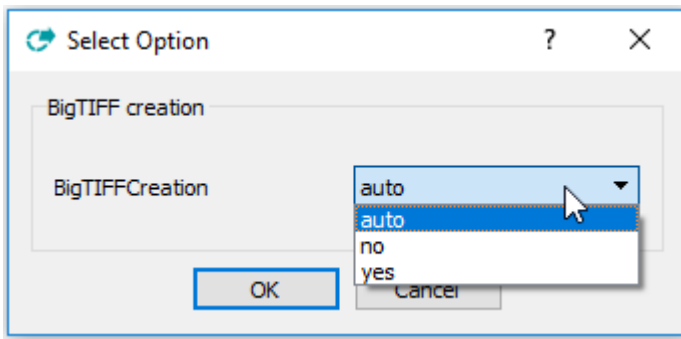 Select Option ?
BigTIFF creation
BigTIFFCreation auto
auto
no
yes
OK Cancel